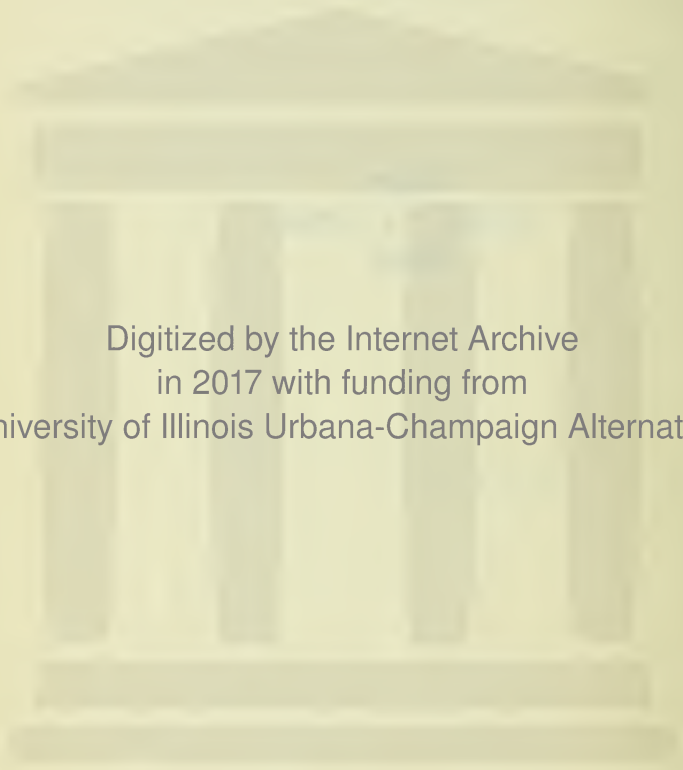 Digitized by the Internet Archive
in 2017 with funding from
niversity of Illinois Urbana-Champaign Alternat